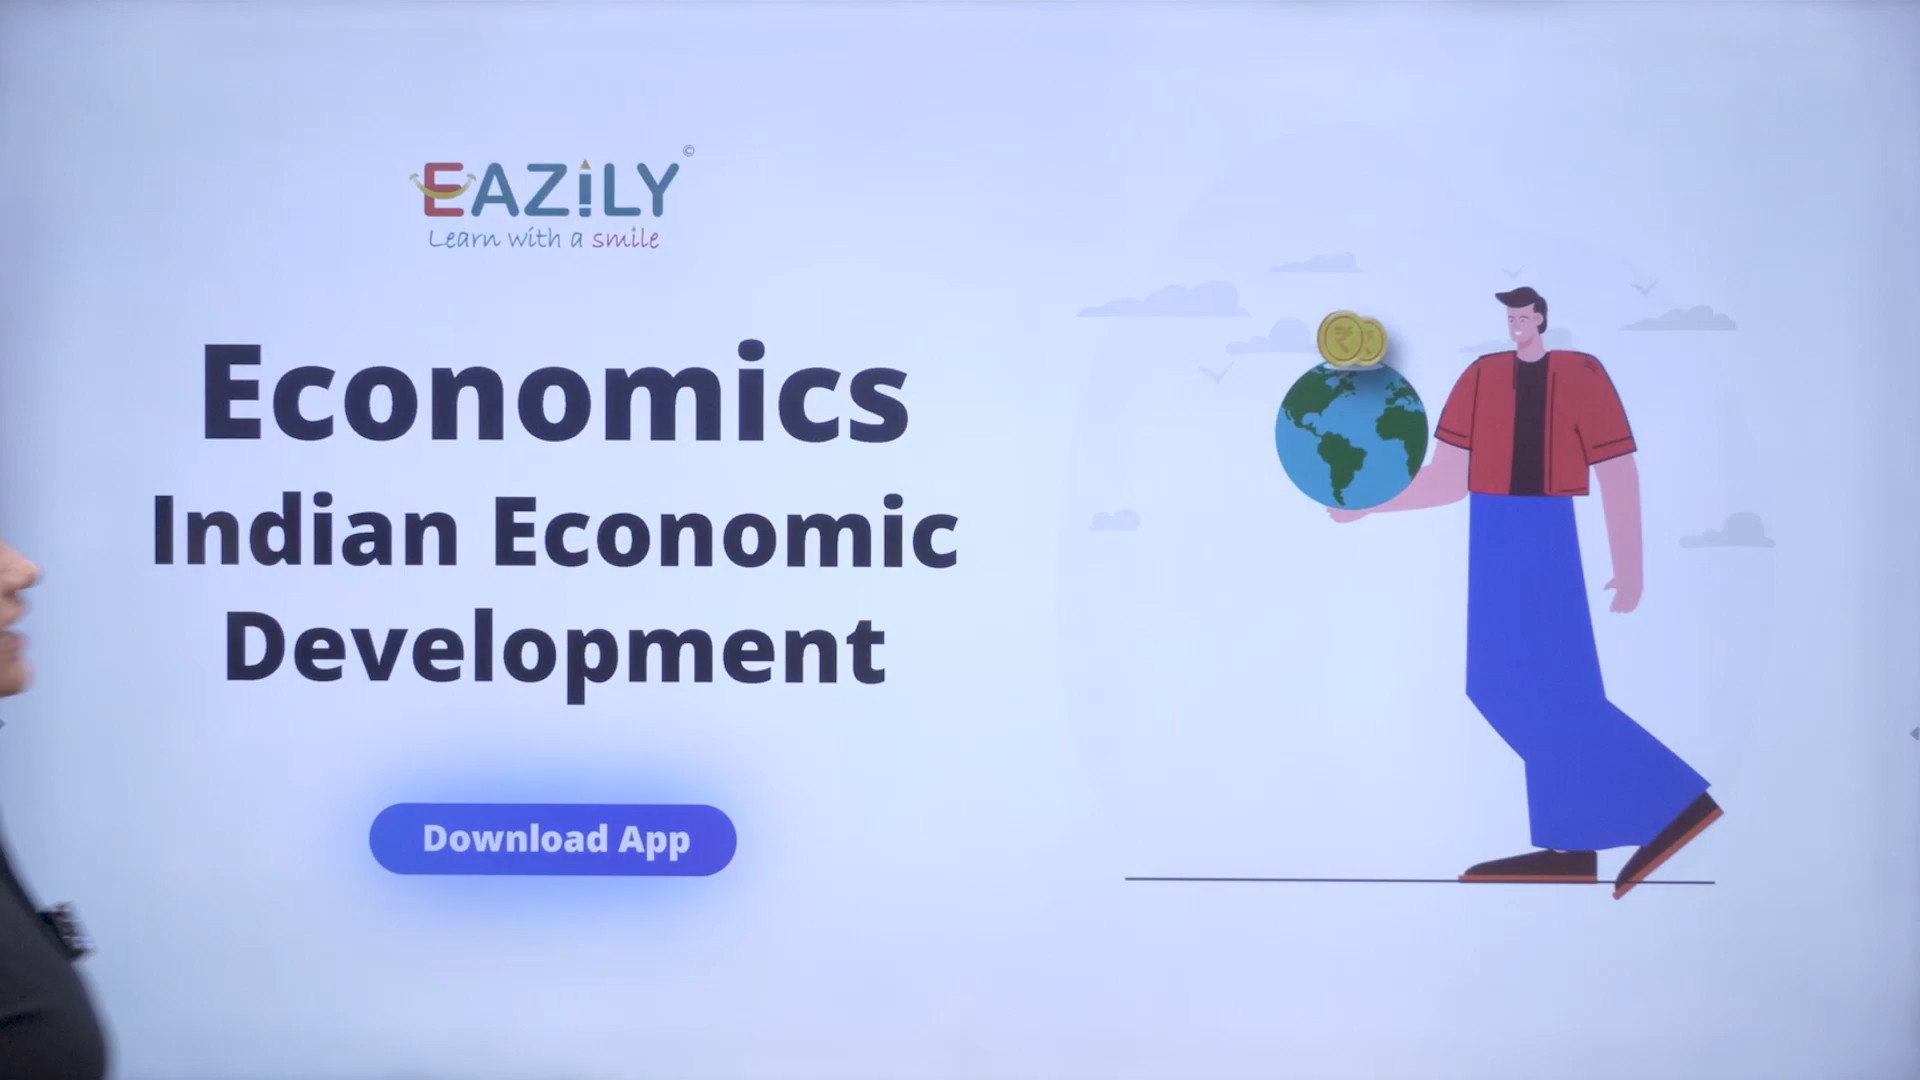 EAZiLY©
Learn with a smile
Economics
Indian Economic
Development
Download App
₹